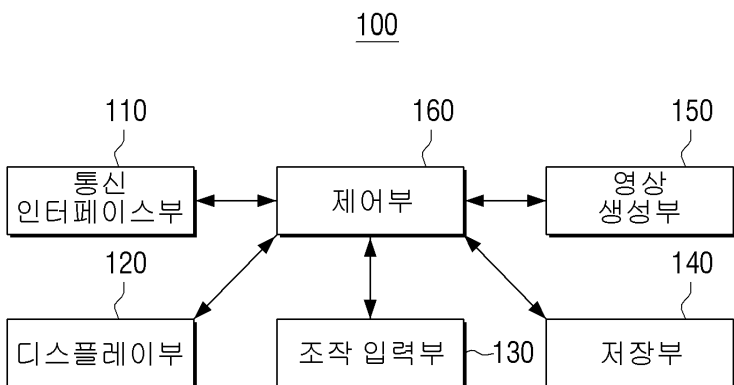 100
110
160
150
통신
인터페이스부
제어부
영상
생성부
120
140
디스플레이부
조작 입력부
130
저장부